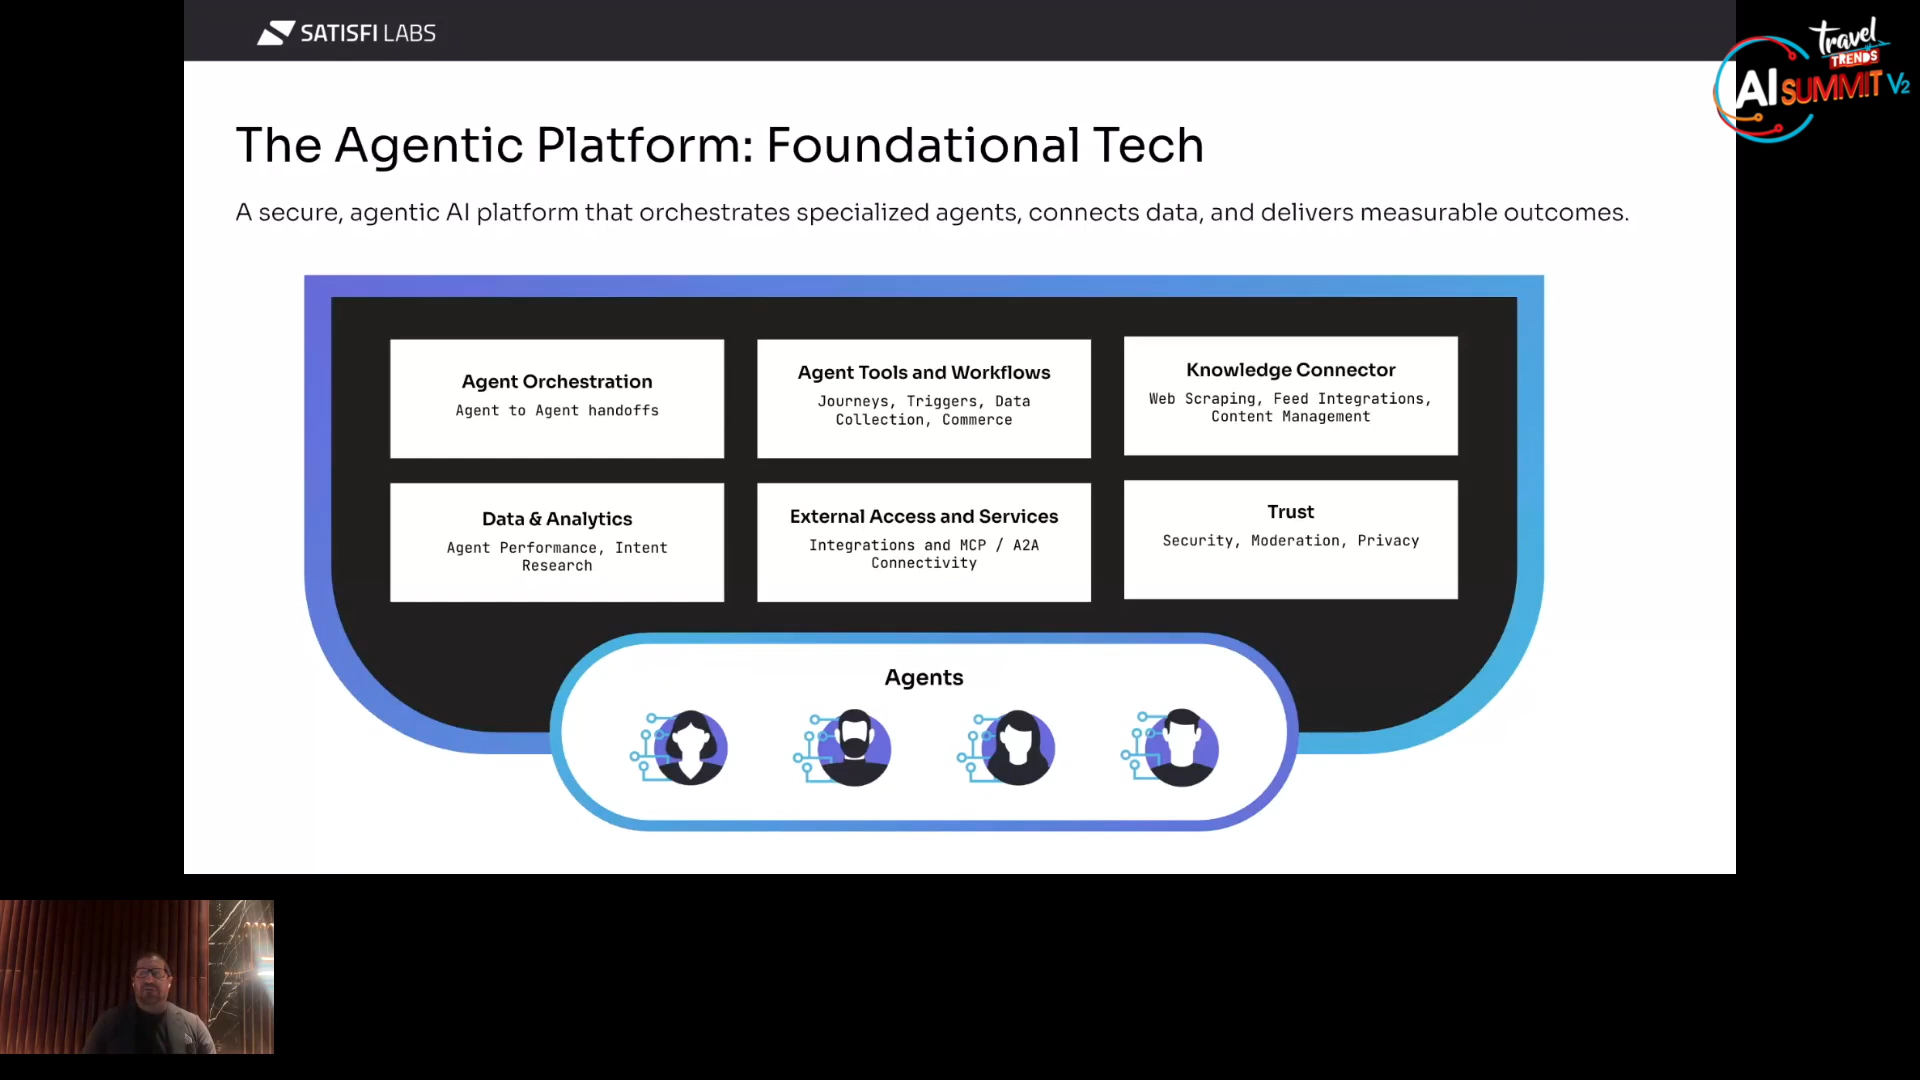 SATISFI LABS
travel
TRENDS
AI SUMMIT V2
The Agentic Platform: Foundational Tech
A secure, agentic AI platform that orchestrates specialized agents, connects data, and delivers measurable outcomes.
Agent Orchestration
Agent to Agent handoffs
Agent Tools and Workflows
Journeys, Triggers, Data
Collection, Commerce
Knowledge Connector
Web Scraping, Feed Integrations,
Content Management
Data & Analytics
Agent Performance, Intent
Research
External Access and Services
Integrations and MCP / A2A
Connectivity
Trust
Security, Moderation, Privacy
Agents